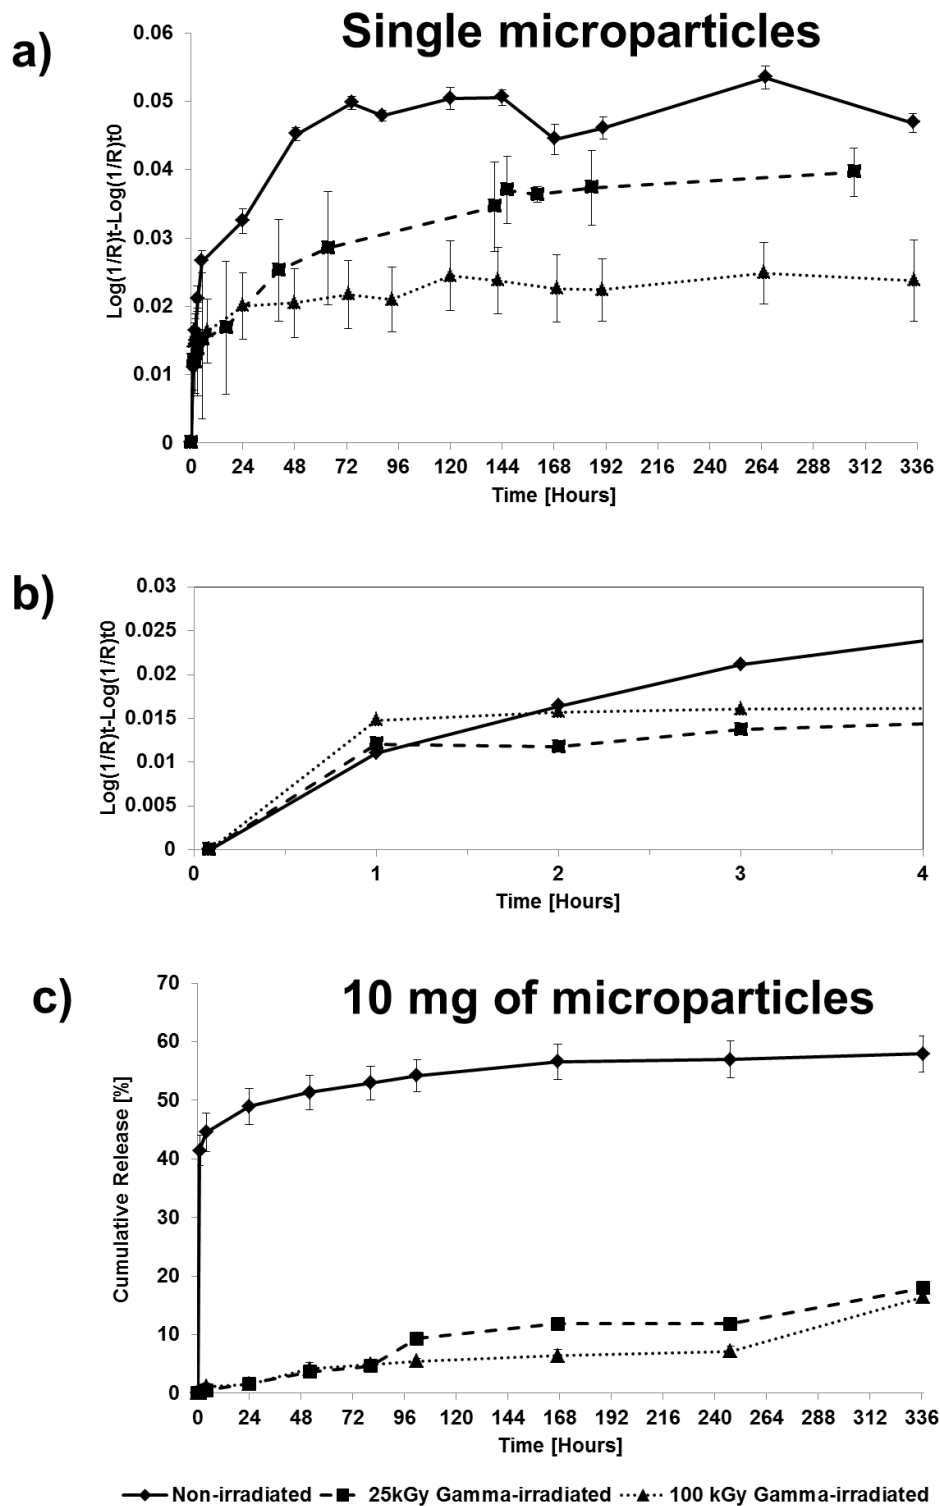 a)
Single microparticles
Log(1/R)t-Log(1/R)t0
0.06
0.05
0.04
0.03
0.02
0.01
0
0 24 48 72 96 120 144 168 192 216 240 264 288 312 336
Time [Hours]
b)
Log(1/R)t-Log(1/R)t0
0.03
0.025
0.02
0.015
0.01
0.005
0
0 1 2 3 4
Time [Hours]
c)
10 mg of microparticles
Cumulative Release [%]
70
60
50
40
30
20
10
0
0 24 48 72 96 120 144 168 192 216 240 264 288 312 336
Time [Hours]
Non-irradiated 25kGy Gamma-irradiated 100 kGy Gamma-irradiated